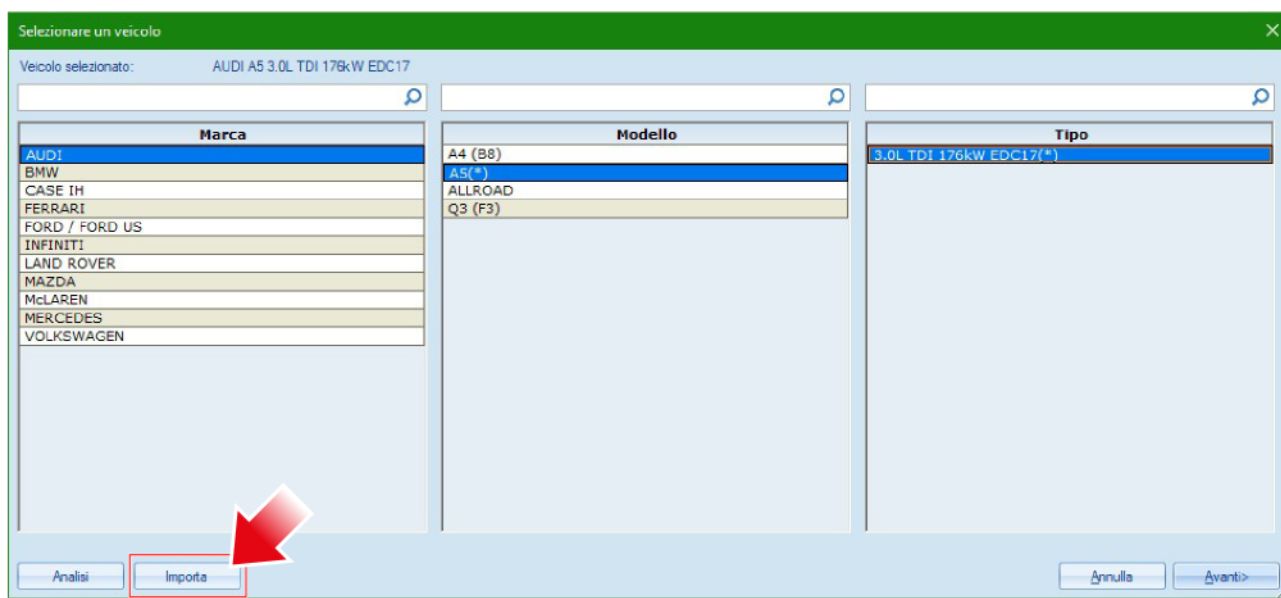 Selezionare un veicolo
Veicolo selezionato: AUDI A5 3.0L TDI 176kW EDC17
Marca
AUDI
BMW
CASE IH
FERRARI
FORD / FORD US
INFINITI
LAND ROVER
MAZDA
McLAREN
MERCEDES
VOLKSWAGEN
Modello
A4 (B8)
A5(*)
ALLROAD
Q3 (F3)
Tipo
3.0L TDI 176kW EDC17(*)
Analisi Importa Annulla Avanti>